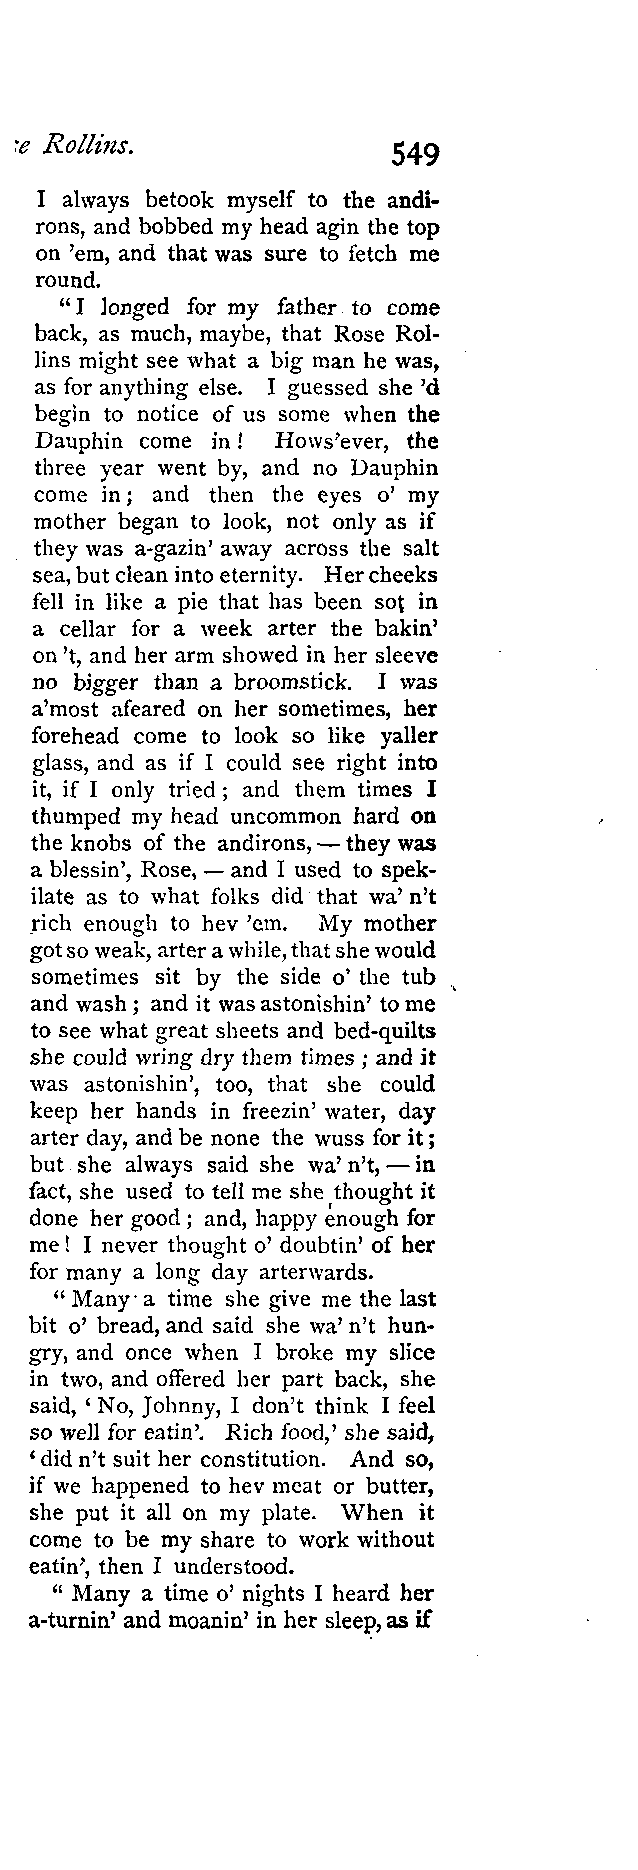 e Rollins. 549
I always betook myself to the andi-
rons, and bobbed my head agin the top
on 'em, and that was sure to fetch me
round.
"I longed for my father to come
back, as much, maybe, that Rose Rol-
lins might see what a big man he was,
as for anything else. I guessed she 'd
begin to notice of us some when the
Dauphin come in! Hows'ever, the
three year went by, and no Dauphin
come in; and then the eyes o' my
mother began to look, not only as if
they was a-gazin' away across the salt
sea, but clean into eternity. Her cheeks
fell in like a pie that has been sot in
a cellar for a week arter the bakin'
on 't, and her arm showed in her sleeve
no bigger than a broomstick. I was
a'most afeared on her sometimes, her
forehead come to look so like yaller
glass, and as if I could see right into
it, if I only tried; and them times I
thumped my head uncommon hard on
the knobs of the andirons, — they was
a blessin', Rose, — and I used to spek-
ilate as to what folks did that wa' n't
rich enough to hev 'em. My mother
got so weak, arter a while, that she would
sometimes sit by the side o' the tub
and wash; and it was astonishin' to me
to see what great sheets and bed-quilts
she could wring dry them times; and it
was astonishin', too, that she could
keep her hands in freezin' water, day
arter day, and be none the wuss for it;
but she always said she wa' n't, — in
fact, she used to tell me she thought it
done her good; and, happy enough for
me! I never thought o' doubtin' of her
for many a long day arterwards.
"Many a time she give me the last
bit o' bread, and said she wa' n't hun-
gry, and once when I broke my slice
in two, and offered her part back, she
said, 'No, Johnny, I don't think I feel
so well for eatin'. Rich food,' she said,
'did n't suit her constitution. And so,
if we happened to hev meat or butter,
she put it all on my plate. When it
come to be my share to work without
eatin', then I understood.
"Many a time o' nights I heard her
a-turnin' and moanin' in her sleep, as if